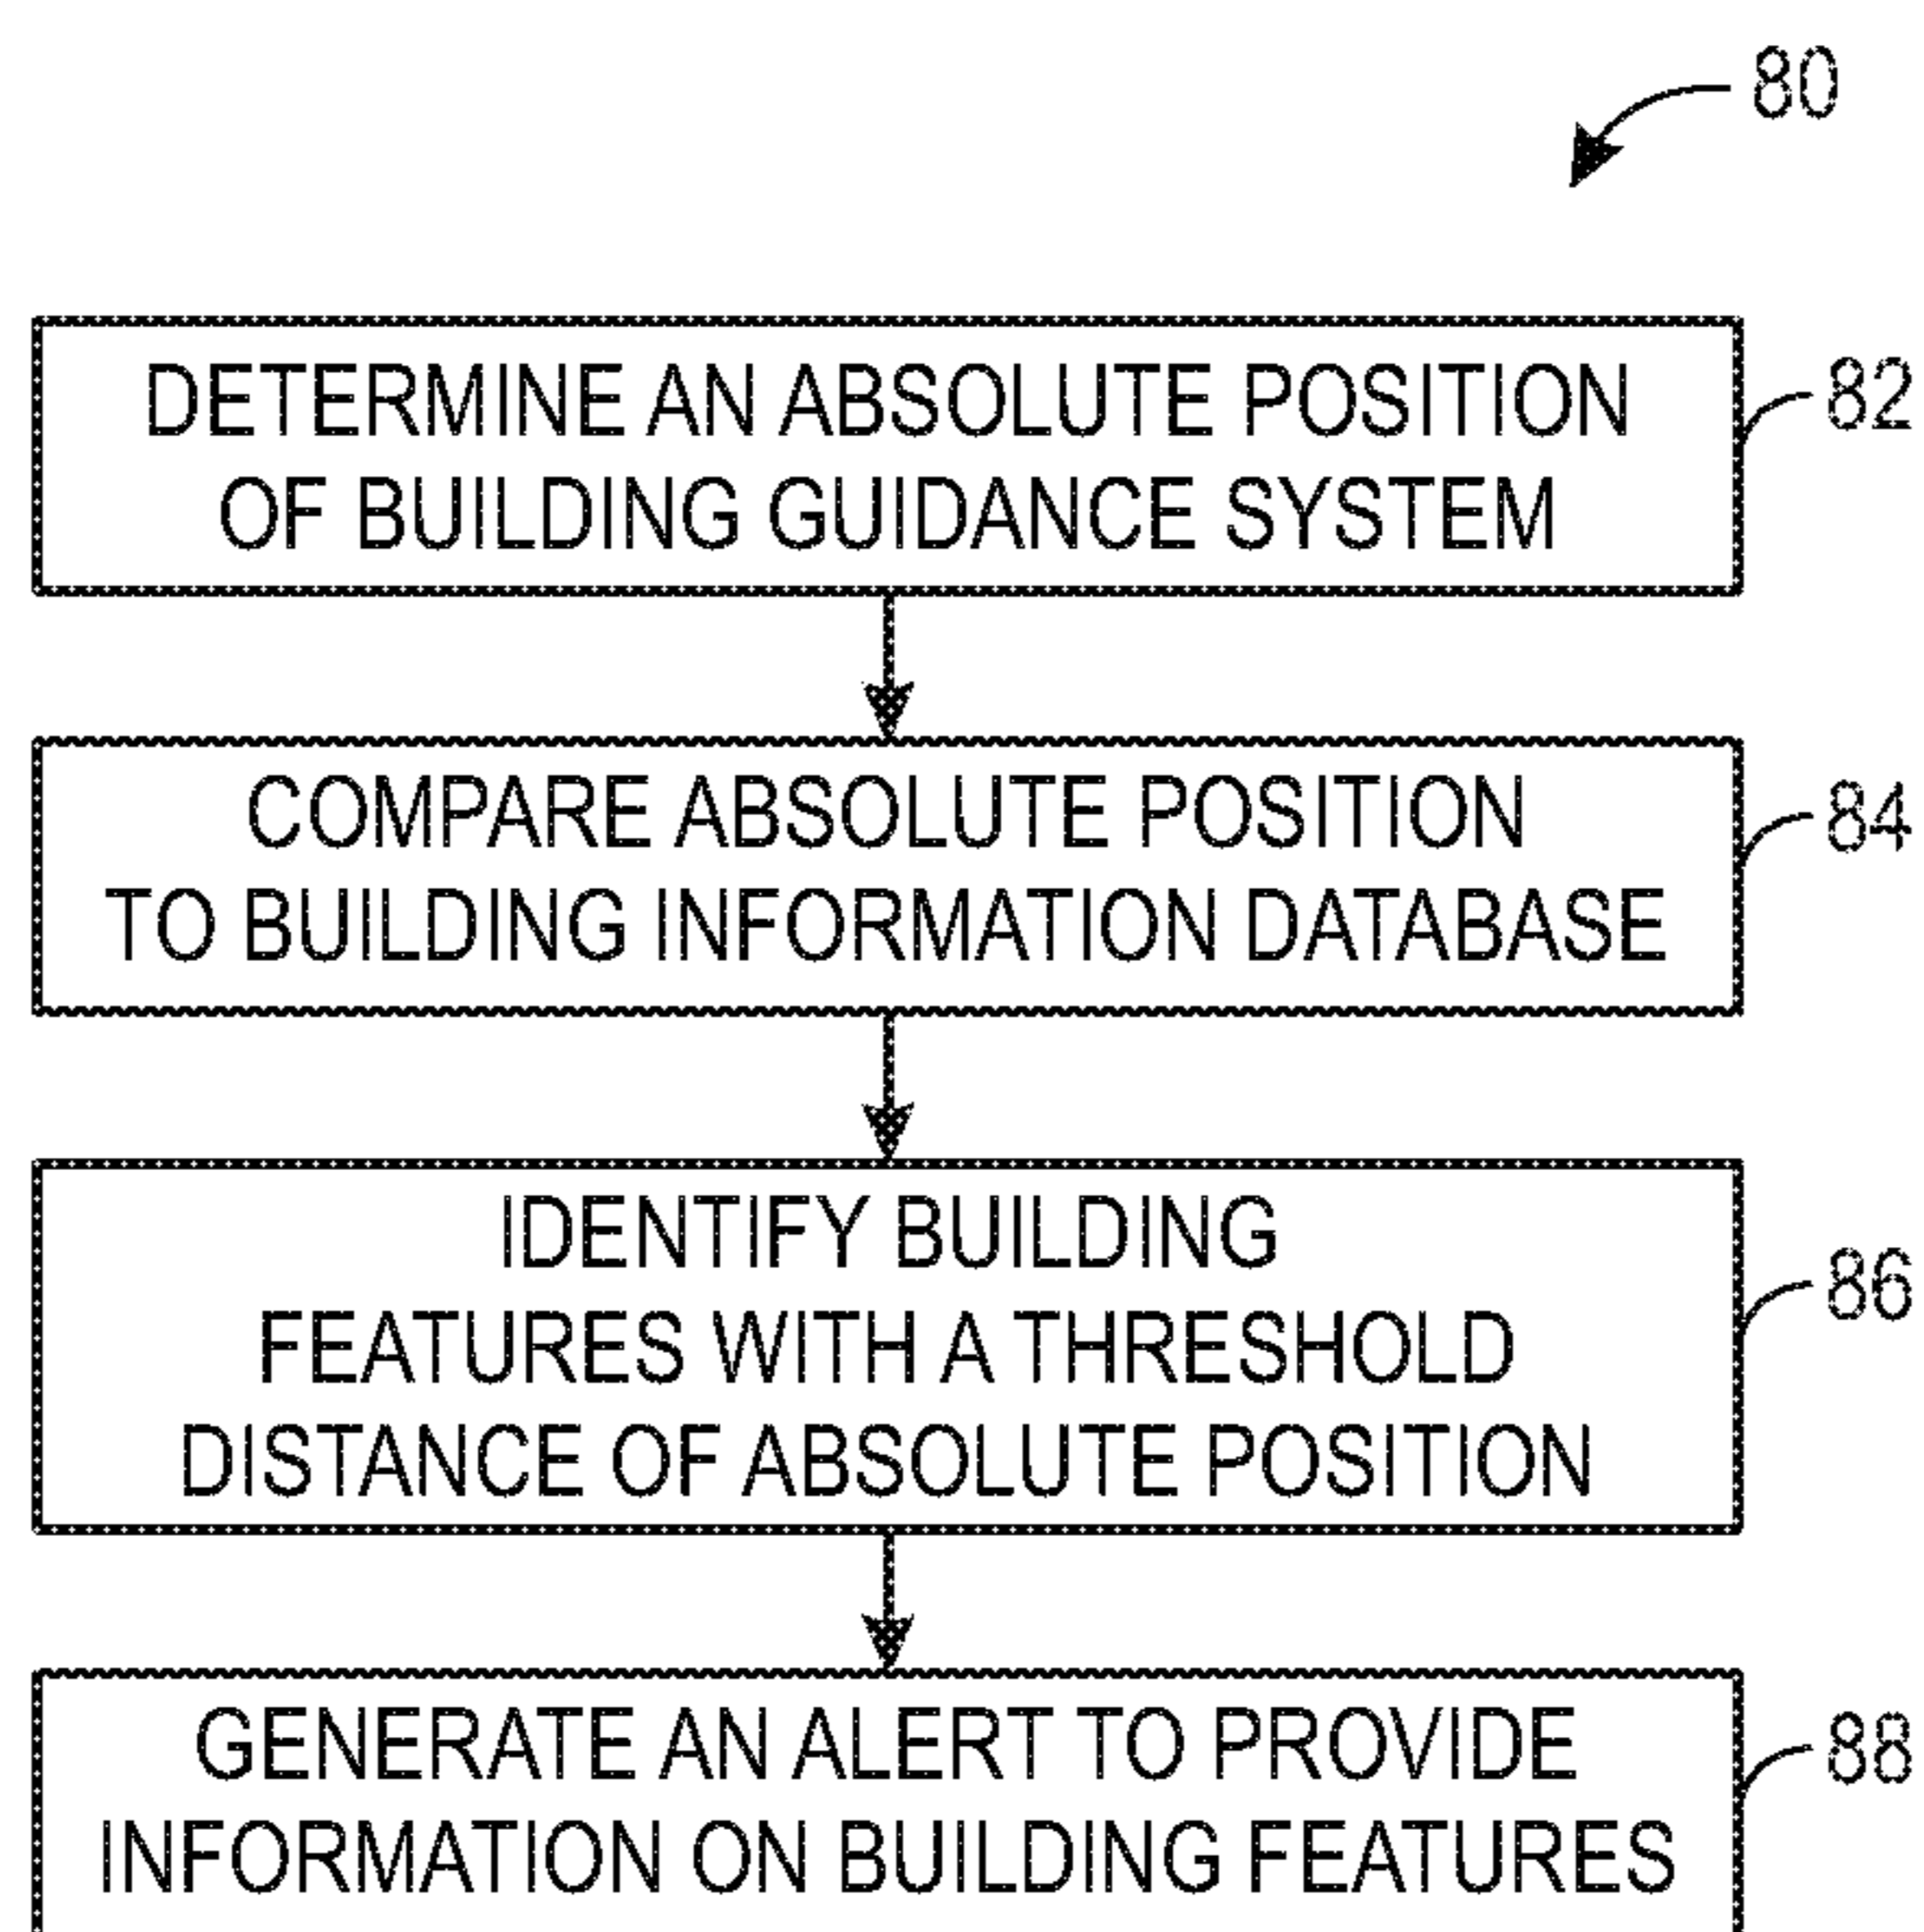 80
DETERMINE AN ABSOLUTE POSITION
OF BUILDING GUIDANCE SYSTEM
82
COMPARE ABSOLUTE POSITION
TO BUILDING INFORMATION DATABASE
84
IDENTIFY BUILDING
FEATURES WITH A THRESHOLD
DISTANCE OF ABSOLUTE POSITION
86
GENERATE AN ALERT TO PROVIDE
INFORMATION ON BUILDING FEATURES
88